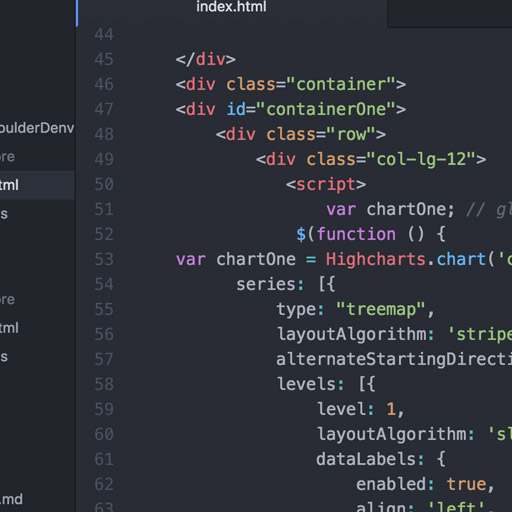 index.html
44
45 </div>
46 <div class="container">
47 <div id="containerOne">
48 <div class="row">
49 <div class="col-lg-12">
50 <script>
51 var chartOne; // gl
52 $(function () {
53 var chartOne = Highcharts.chart('c
54 series: [{
55 type: "treemap",
56 layoutAlgorithm: 'stripe
57 alternateStartingDirecti
58 levels: [{
59 level: 1,
60 layoutAlgorithm: 'sl
61 dataLabels: {
62 enabled: true,
63 align: 'left',
oulderDenv
ore
tml
s
ore
tml
s
.md